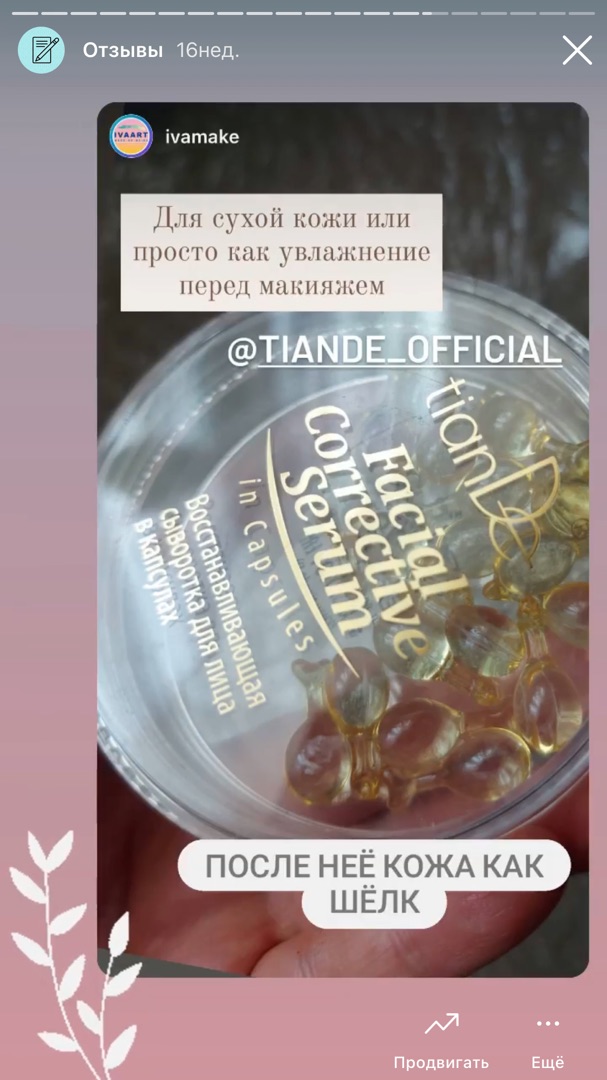 Отзывы 16нед.
IVAART
ivamake
Для сухой кожи или
просто как увлажнение
перед макияжем
@TIANDE_OFFICIAL
tianDe
Facial
Corrective
Serum
in Capsules
Восстанавливающая
сыворотка для лица
в капсулах
ПОСЛЕ НЕЁ КОЖА КАК
ШЁЛК
Продвигать
Ещё